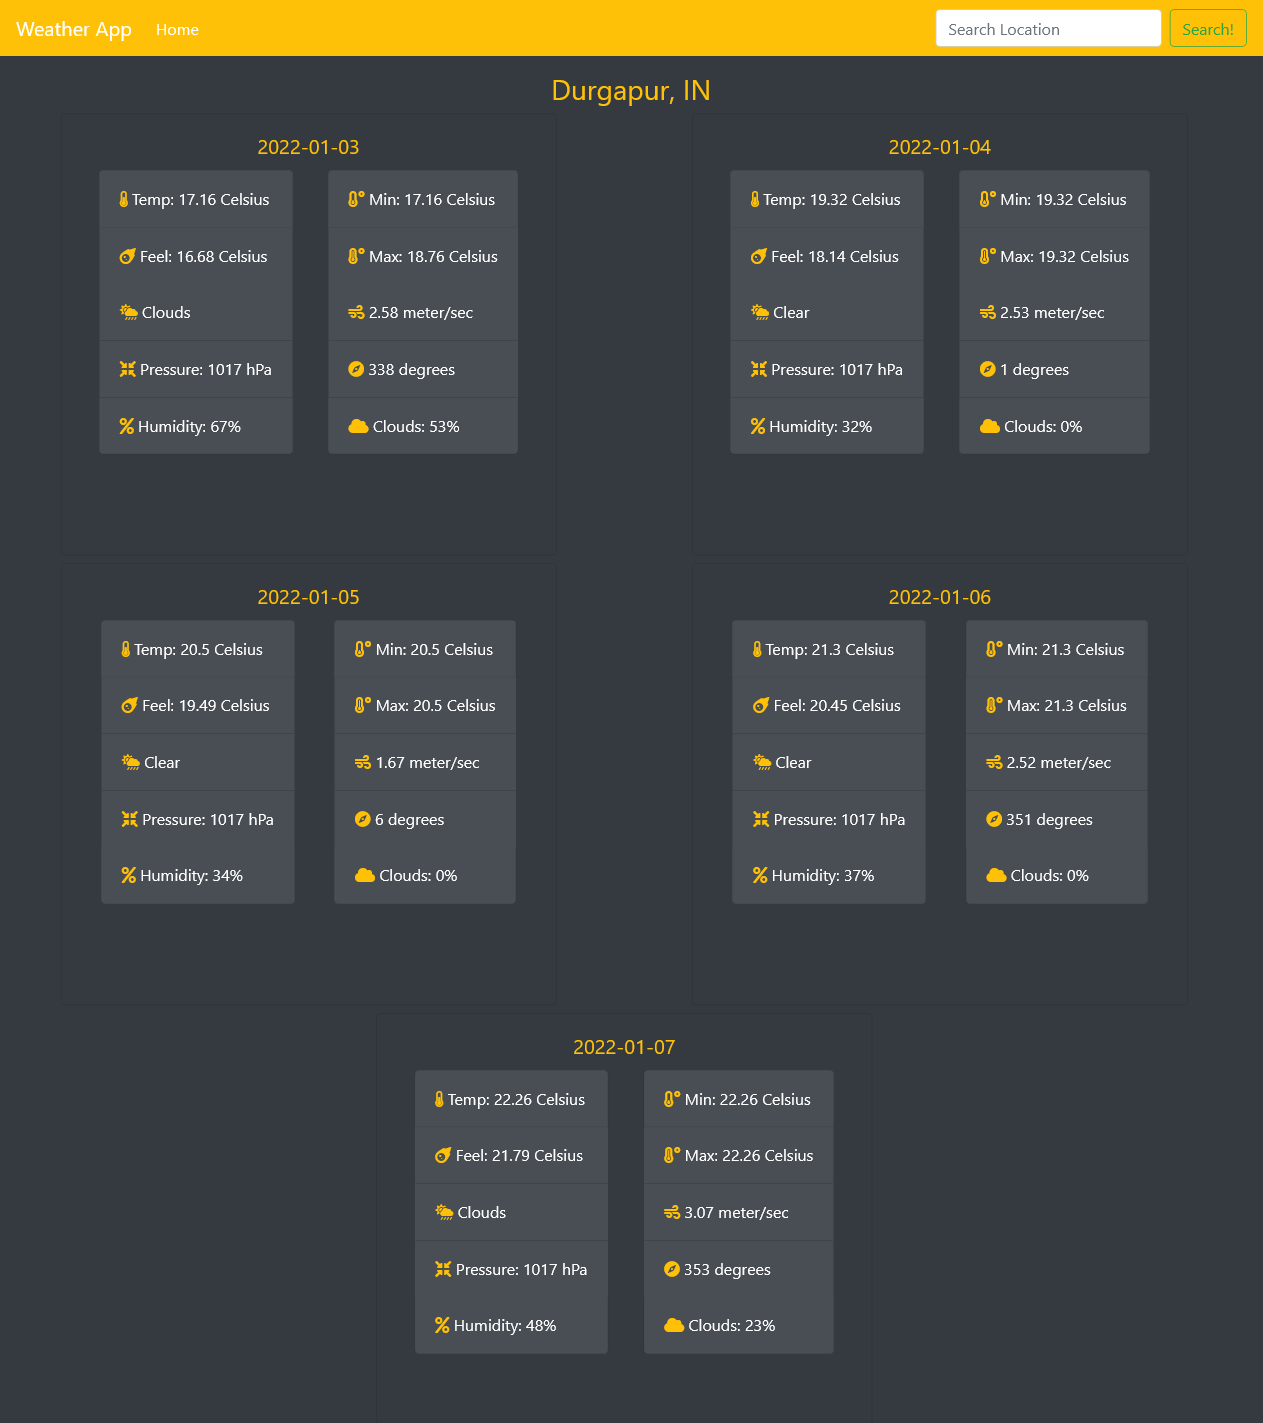 Weather App Home Search Location Search!
Durgapur, IN
2022-01-03
Temp: 17.16 Celsius
Feel: 16.68 Celsius
Clouds
Pressure: 1017 hPa
Humidity: 67%
Min: 17.16 Celsius
Max: 18.76 Celsius
2.58 meter/sec
338 degrees
Clouds: 53%
2022-01-04
Temp: 19.32 Celsius
Feel: 18.14 Celsius
Clear
Pressure: 1017 hPa
Humidity: 32%
Min: 19.32 Celsius
Max: 19.32 Celsius
2.53 meter/sec
1 degrees
Clouds: 0%
2022-01-05
Temp: 20.5 Celsius
Feel: 19.49 Celsius
Clear
Pressure: 1017 hPa
Humidity: 34%
Min: 20.5 Celsius
Max: 20.5 Celsius
1.67 meter/sec
6 degrees
Clouds: 0%
2022-01-06
Temp: 21.3 Celsius
Feel: 20.45 Celsius
Clear
Pressure: 1017 hPa
Humidity: 37%
Min: 21.3 Celsius
Max: 21.3 Celsius
2.52 meter/sec
351 degrees
Clouds: 0%
2022-01-07
Temp: 22.26 Celsius
Feel: 21.79 Celsius
Clouds
Pressure: 1017 hPa
Humidity: 48%
Min: 22.26 Celsius
Max: 22.26 Celsius
3.07 meter/sec
353 degrees
Clouds: 23%